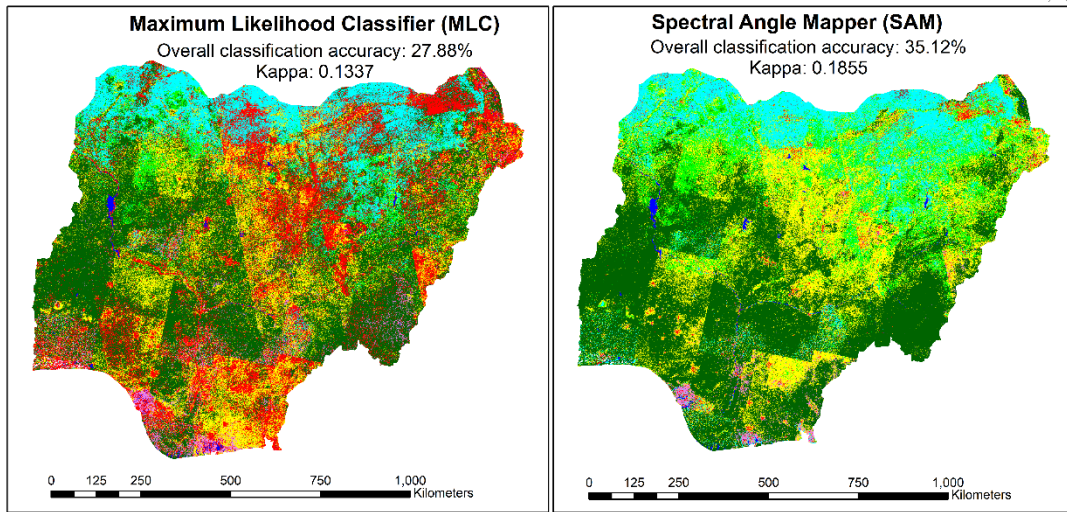 Maximum Likelihood Classifier (MLC)
Overall classification accuracy: 27.88%
Kappa: 0.1337
0 125 250 500 750 1,000
Kilometers
Spectral Angle Mapper (SAM)
Overall classification accuracy: 35.12%
Kappa: 0.1855
0 125 250 500 750 1,000
Kilometers